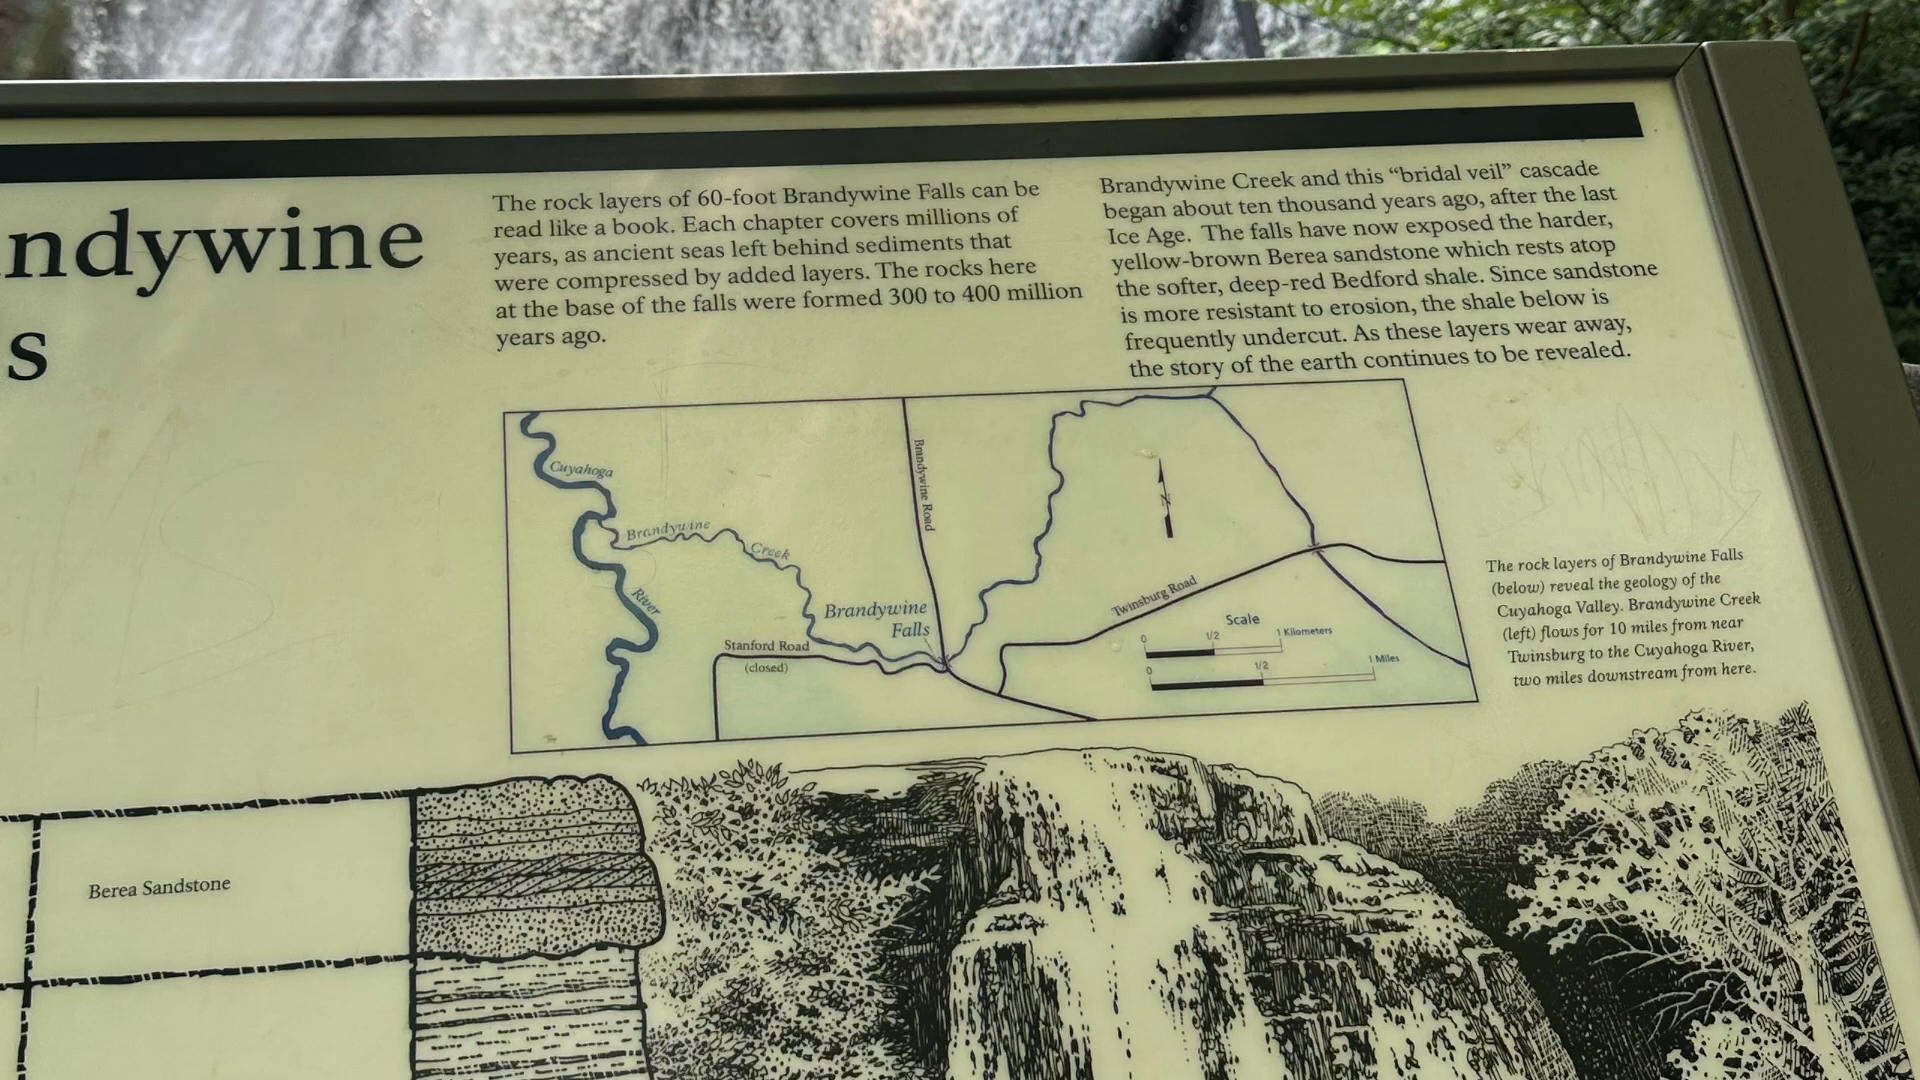 ndywine
s
The rock layers of 60-foot Brandywine Falls can be
read like a book. Each chapter covers millions of
years, as ancient seas left behind sediments that
were compressed by added layers. The rocks here
at the base of the falls were formed 300 to 400 million
years ago.
Brandywine Creek and this “bridal veil” cascade
began about ten thousand years ago, after the last
Ice Age. The falls have now exposed the harder,
yellow-brown Berea sandstone which rests atop
the softer, deep-red Bedford shale. Since sandstone
is more resistant to erosion, the shale below is
frequently undercut. As these layers wear away,
the story of the earth continues to be revealed.
Cuyahoga
River
Brandywine
Creek
Brandywine Road
Brandywine
Falls
Stanford Road
(closed)
Twinsburg Road
N
Scale
0 1/2 1 Kilometers
0 1/2 1 Miles
The rock layers of Brandywine Falls
(below) reveal the geology of the
Cuyahoga Valley. Brandywine Creek
(left) flows for 10 miles from near
Twinsburg to the Cuyahoga River,
two miles downstream from here.
Berea Sandstone